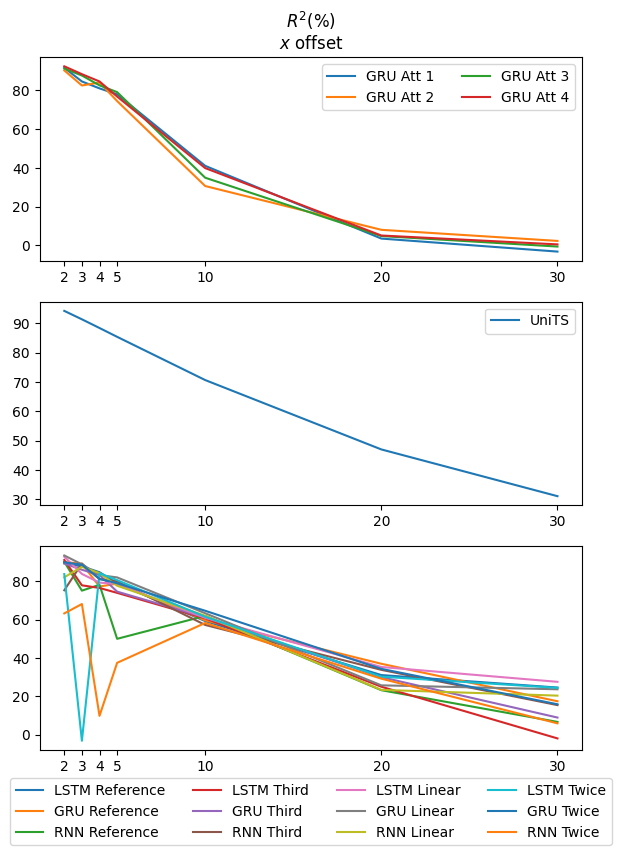 R²(%)
x offset
GRU Att 1 GRU Att 3
GRU Att 2 GRU Att 4
80
60
40
20
0
2 3 4 5 10 20 30
UniTS
90
80
70
60
50
40
30
2 3 4 5 10 20 30
80
60
40
20
0
2 3 4 5 10 20 30
LSTM Reference LSTM Third LSTM Linear LSTM Twice
GRU Reference GRU Third GRU Linear GRU Twice
RNN Reference RNN Third RNN Linear RNN Twice